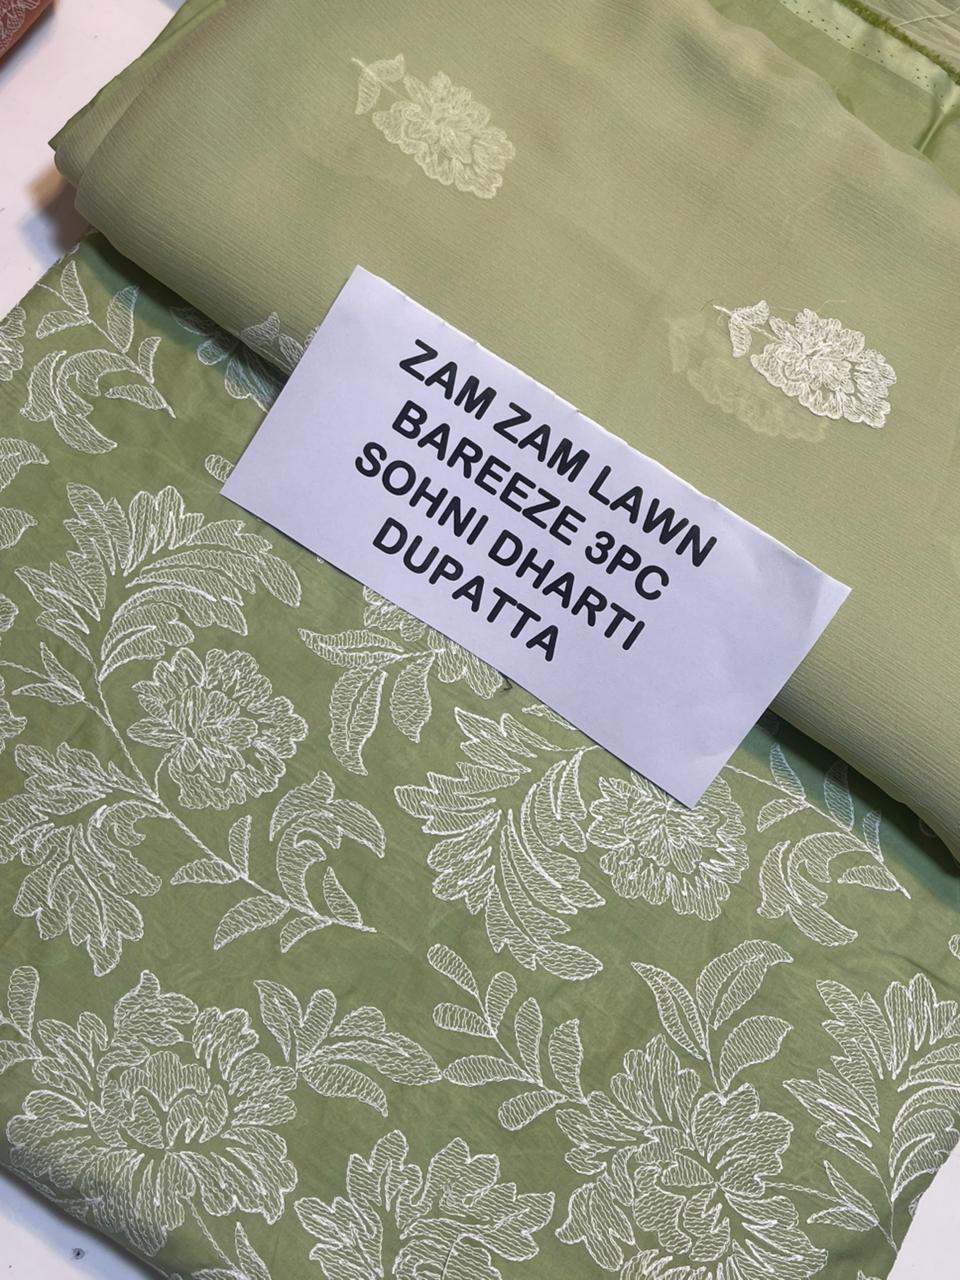 ZAM ZAM LAWN
BAREEZE 3PC
SOHNI DHARTI
DUPATTA